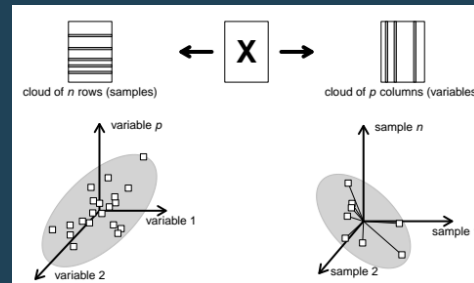 X
cloud of n rows (samples)
cloud of p columns (variables
variable p
variable 1
variable 2
sample n
sample
sample 2